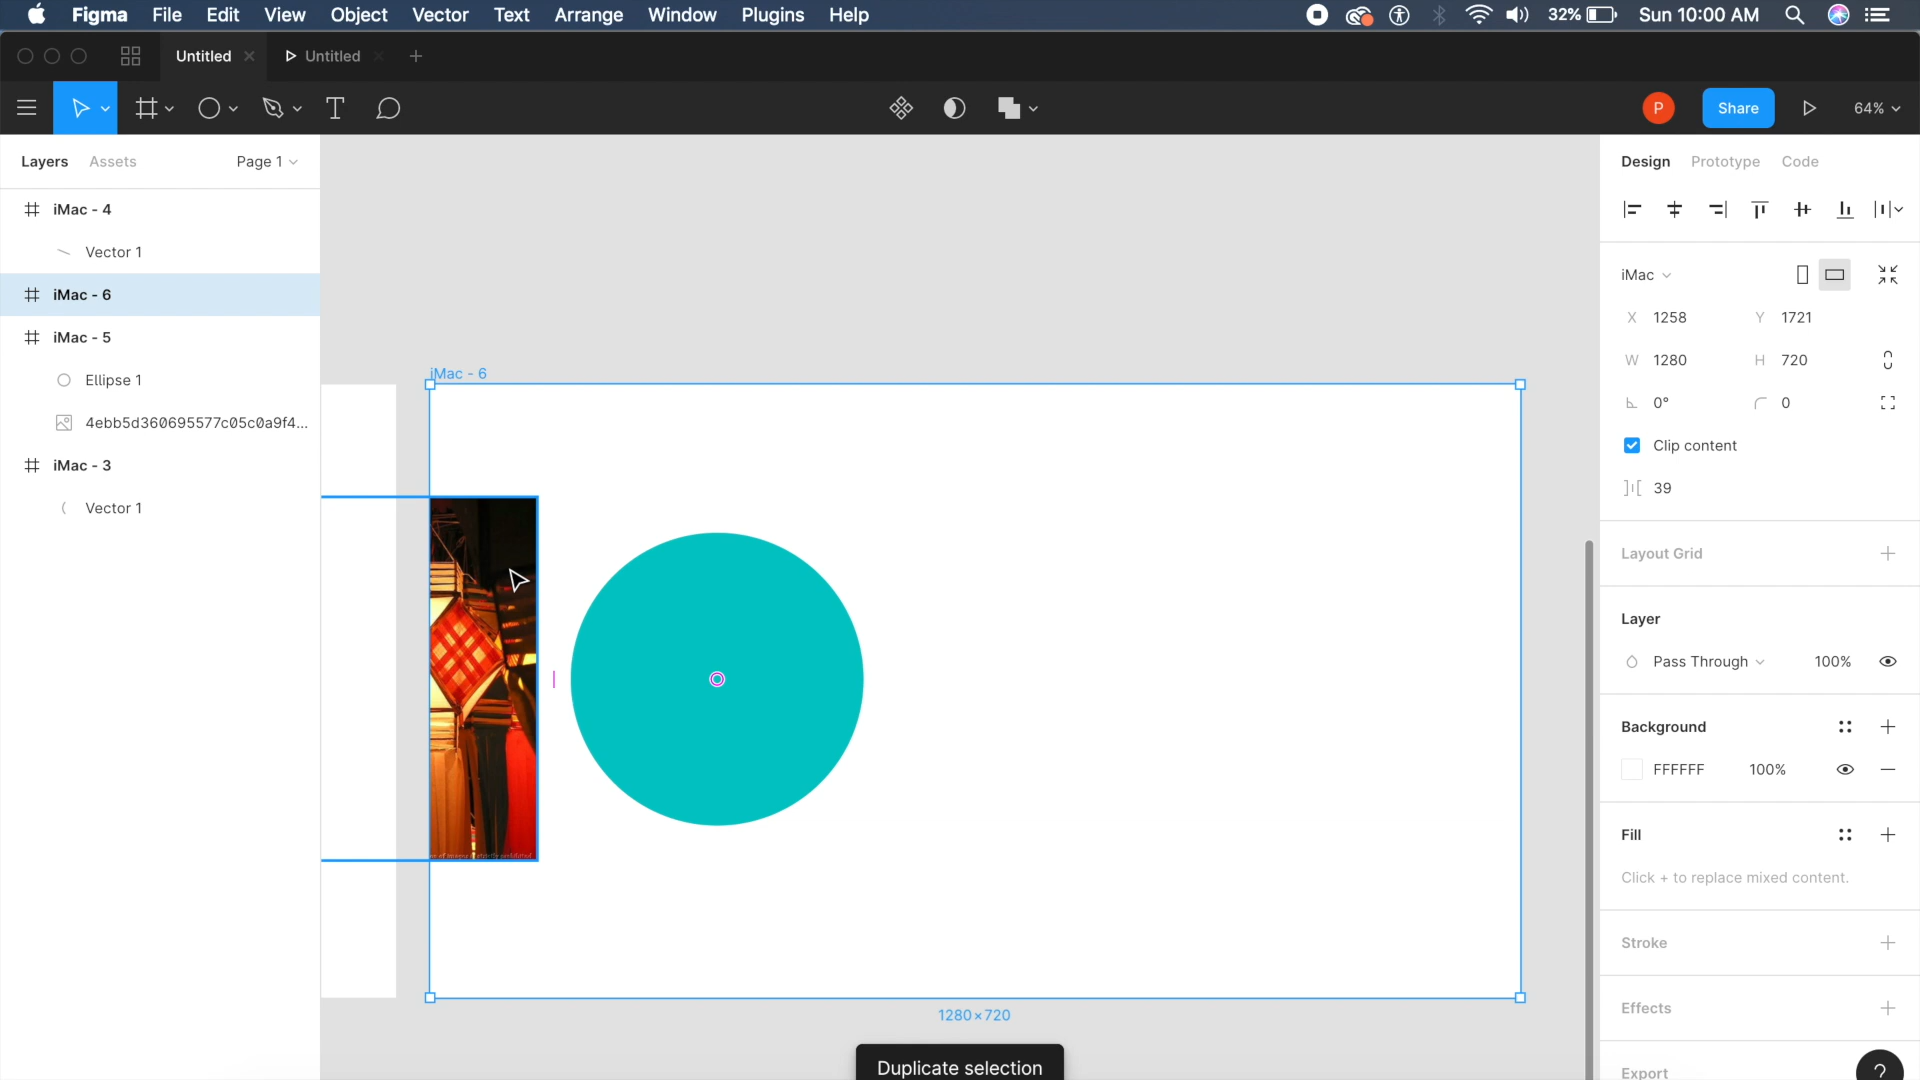 Figma File Edit View Object Vector Text Arrange Window Plugins Help 32% Sun 10:00 AM
Untitled Untitled
P Share 64%
Layers Assets Page 1
iMac - 4
Vector 1
iMac - 6
iMac - 5
Ellipse 1
4ebb5d360695577c05c0a9f4...
iMac - 3
Vector 1
iMac - 6
1280×720
Duplicate selection
Design Prototype Code
iMac
X 1258 Y 1721
W 1280 H 720
0° 0
Clip content
39
Layout Grid
Layer
Pass Through 100%
Background
FFFFFF 100%
Fill
Click + to replace mixed content.
Stroke
Effects
Export
?